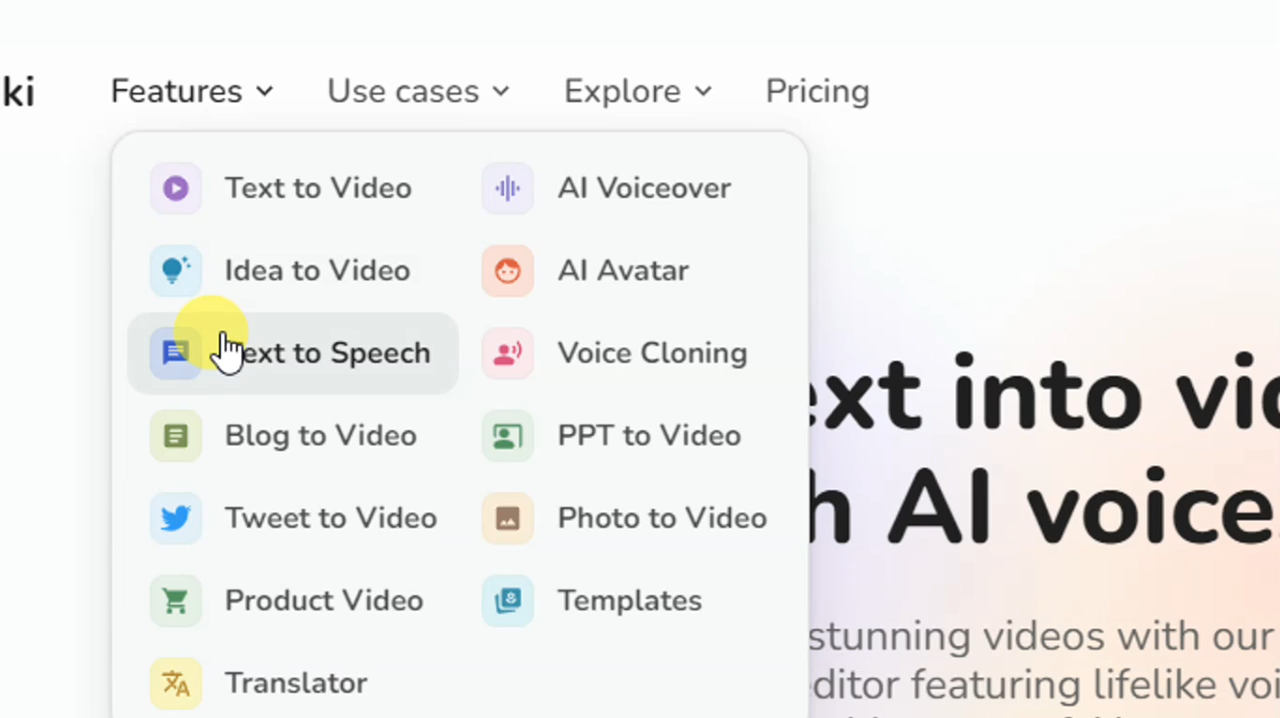 ki
Features
Use cases
Explore
Pricing
Text to Video
AI Voiceover
Idea to Video
AI Avatar
ext to Speech
Voice Cloning
Blog to Video
PPT to Video
Tweet to Video
Photo to Video
Product Video
Templates
Translator
ext into vid
h AI voice
stunning videos with our
ditor featuring lifelike voi